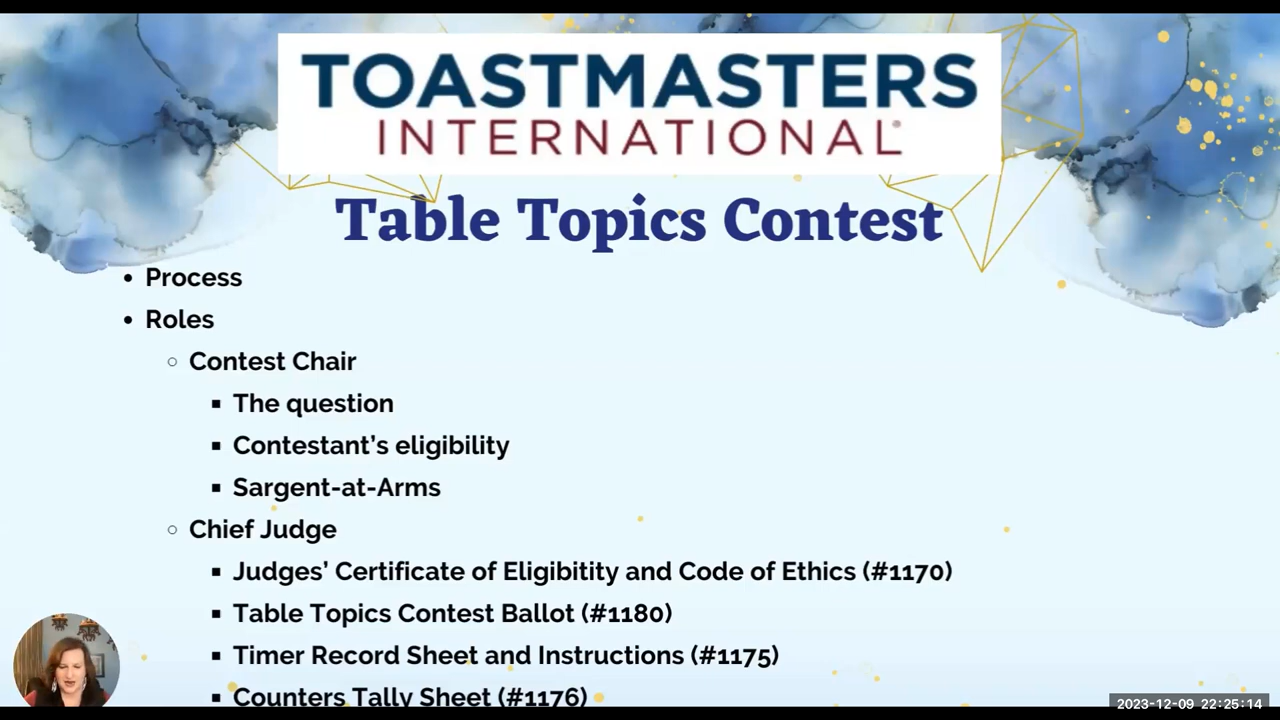 TOASTMASTERS
INTERNATIONAL
Table Topics Contest
• Process
• Roles
○ Contest Chair
▪ The question
▪ Contestant's eligibility
▪ Sargent-at-Arms
○ Chief Judge
▪ Judges' Certificate of Eligibitity and Code of Ethics (#1170)
▪ Table Topics Contest Ballot (#1180)
▪ Timer Record Sheet and Instructions (#1175)
▪ Counters Tally Sheet (#1176)
2023-12-09 22:25:14